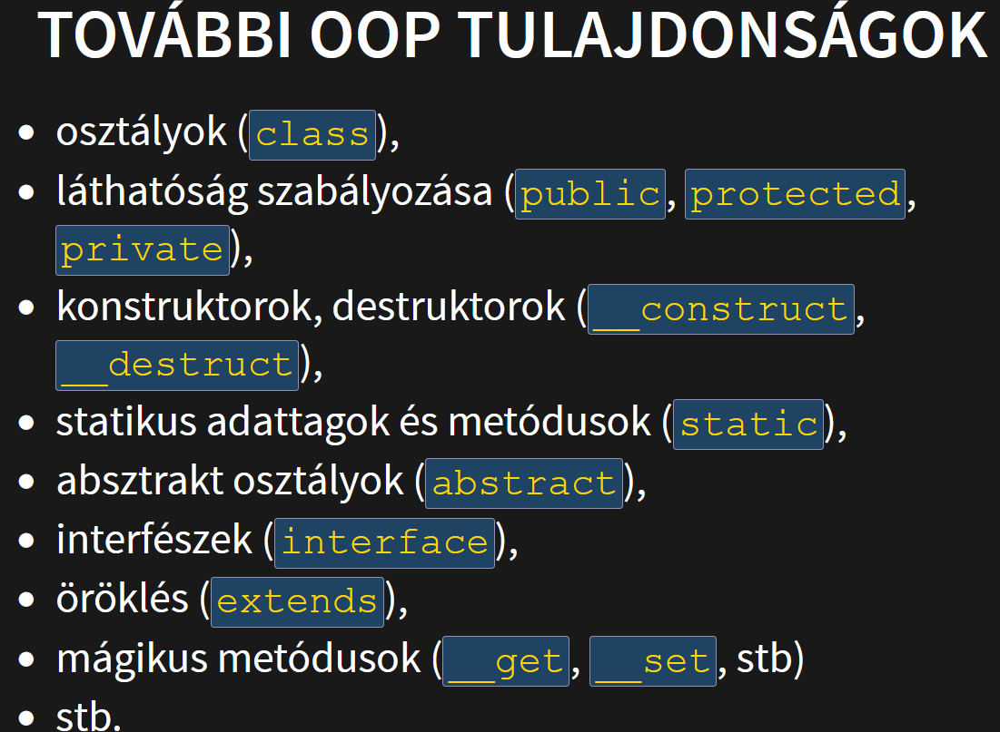 TOVÁBBI OOP TULAJDONSÁGOK
• osztályok (class),
• láthatóság szabályozása (public, protected,
private),
• konstruktorok, destruktorok (__construct,
__destruct),
• statikus adattagok és metódusok (static),
• absztrakt osztályok (abstract),
• interfészek (interface),
• öröklés (extends),
• mágikus metódusok (__get, __set, stb)
• stb.